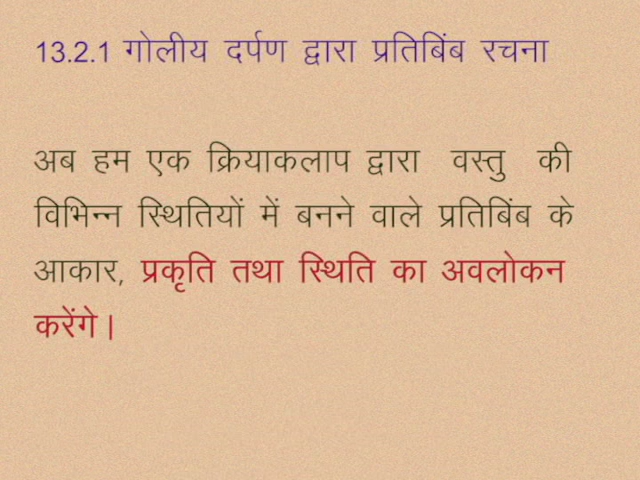 13.2.1 गोलीय दर्पण द्वारा प्रतिबिंब रचना
अब हम एक क्रियाकलाप द्वारा वस्तु की
विभिन्न स्थितियों में बनने वाले प्रतिबिंब के
आकार, प्रकृति तथा स्थिति का अवलोकन
करेंगे।